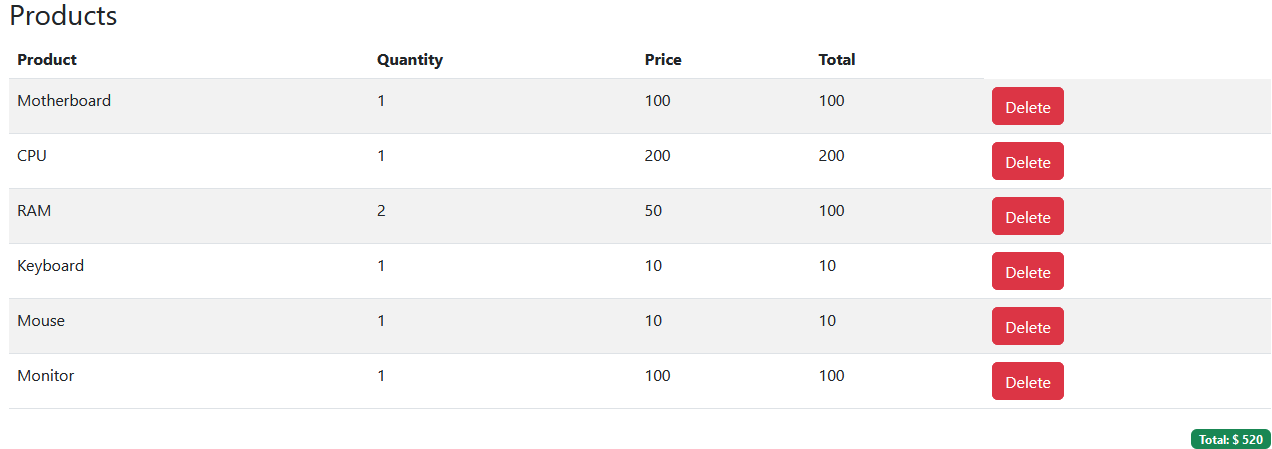 Products
Product Quantity Price Total
Motherboard 1 100 100 Delete
CPU 1 200 200 Delete
RAM 2 50 100 Delete
Keyboard 1 10 10 Delete
Mouse 1 10 10 Delete
Monitor 1 100 100 Delete
Total: $ 520